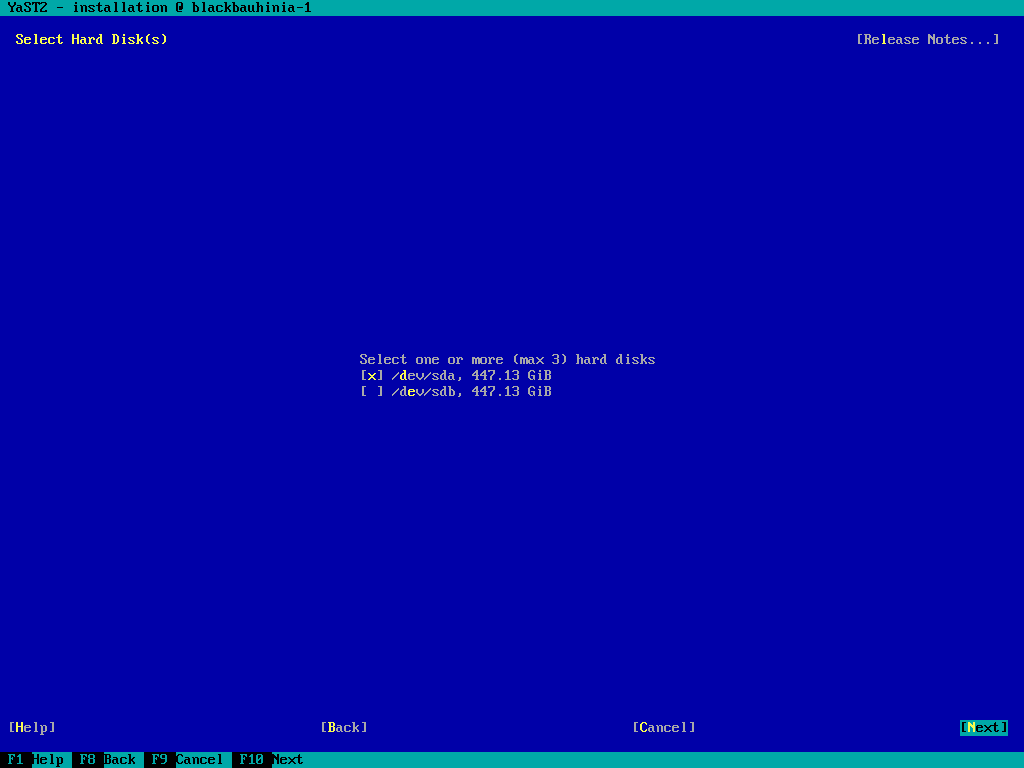 YaST2 - installation @ blackbauhinia-1
Select Hard Disk(s) [Release Notes...]
Select one or more (max 3) hard disks
[x] /dev/sda, 447.13 GiB
[ ] /dev/sdb, 447.13 GiB
[Help] [Back] [Cancel] [Next]
F1 Help F8 Back F9 Cancel F10 Next